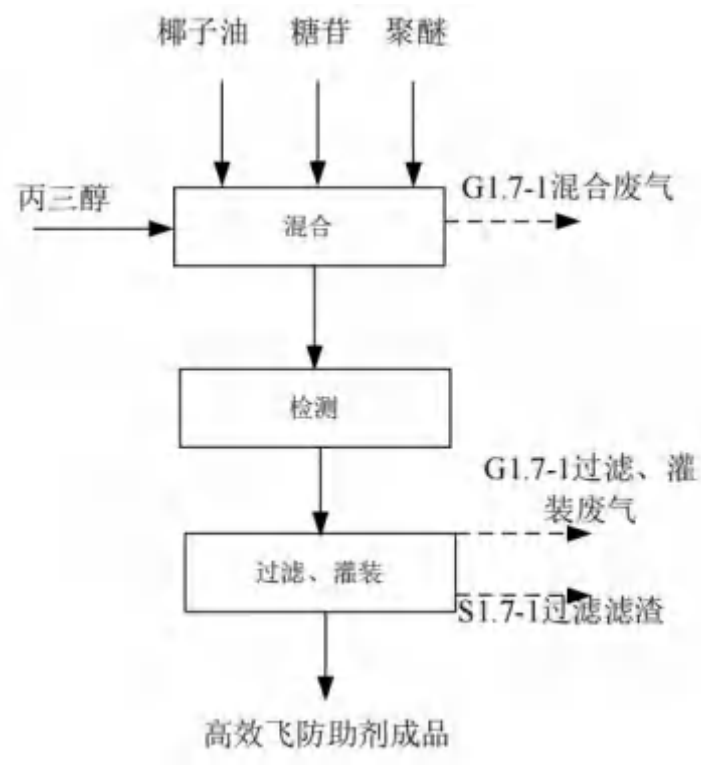 椰子油 糖苷 聚醚
丙三醇
G1.7-1混合废气
混合
检测
G1.7-1过滤、灌
装废气
过滤、灌装
S1.7-1过滤滤渣
高效飞防助剂成品